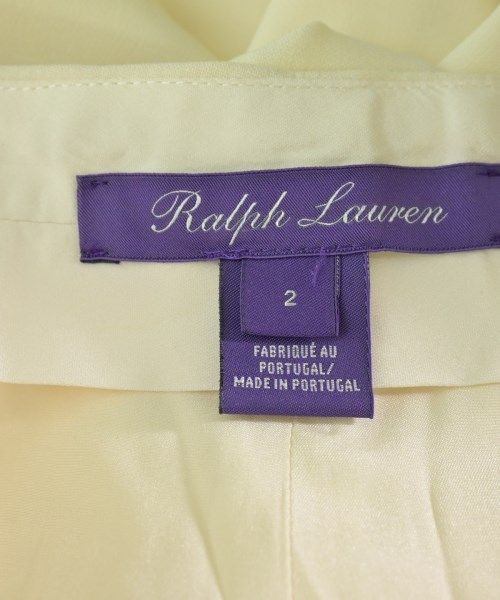 Ralph Lauren
2
FABRIQUÉ AU
PORTUGAL/
MADE IN PORTUGAL